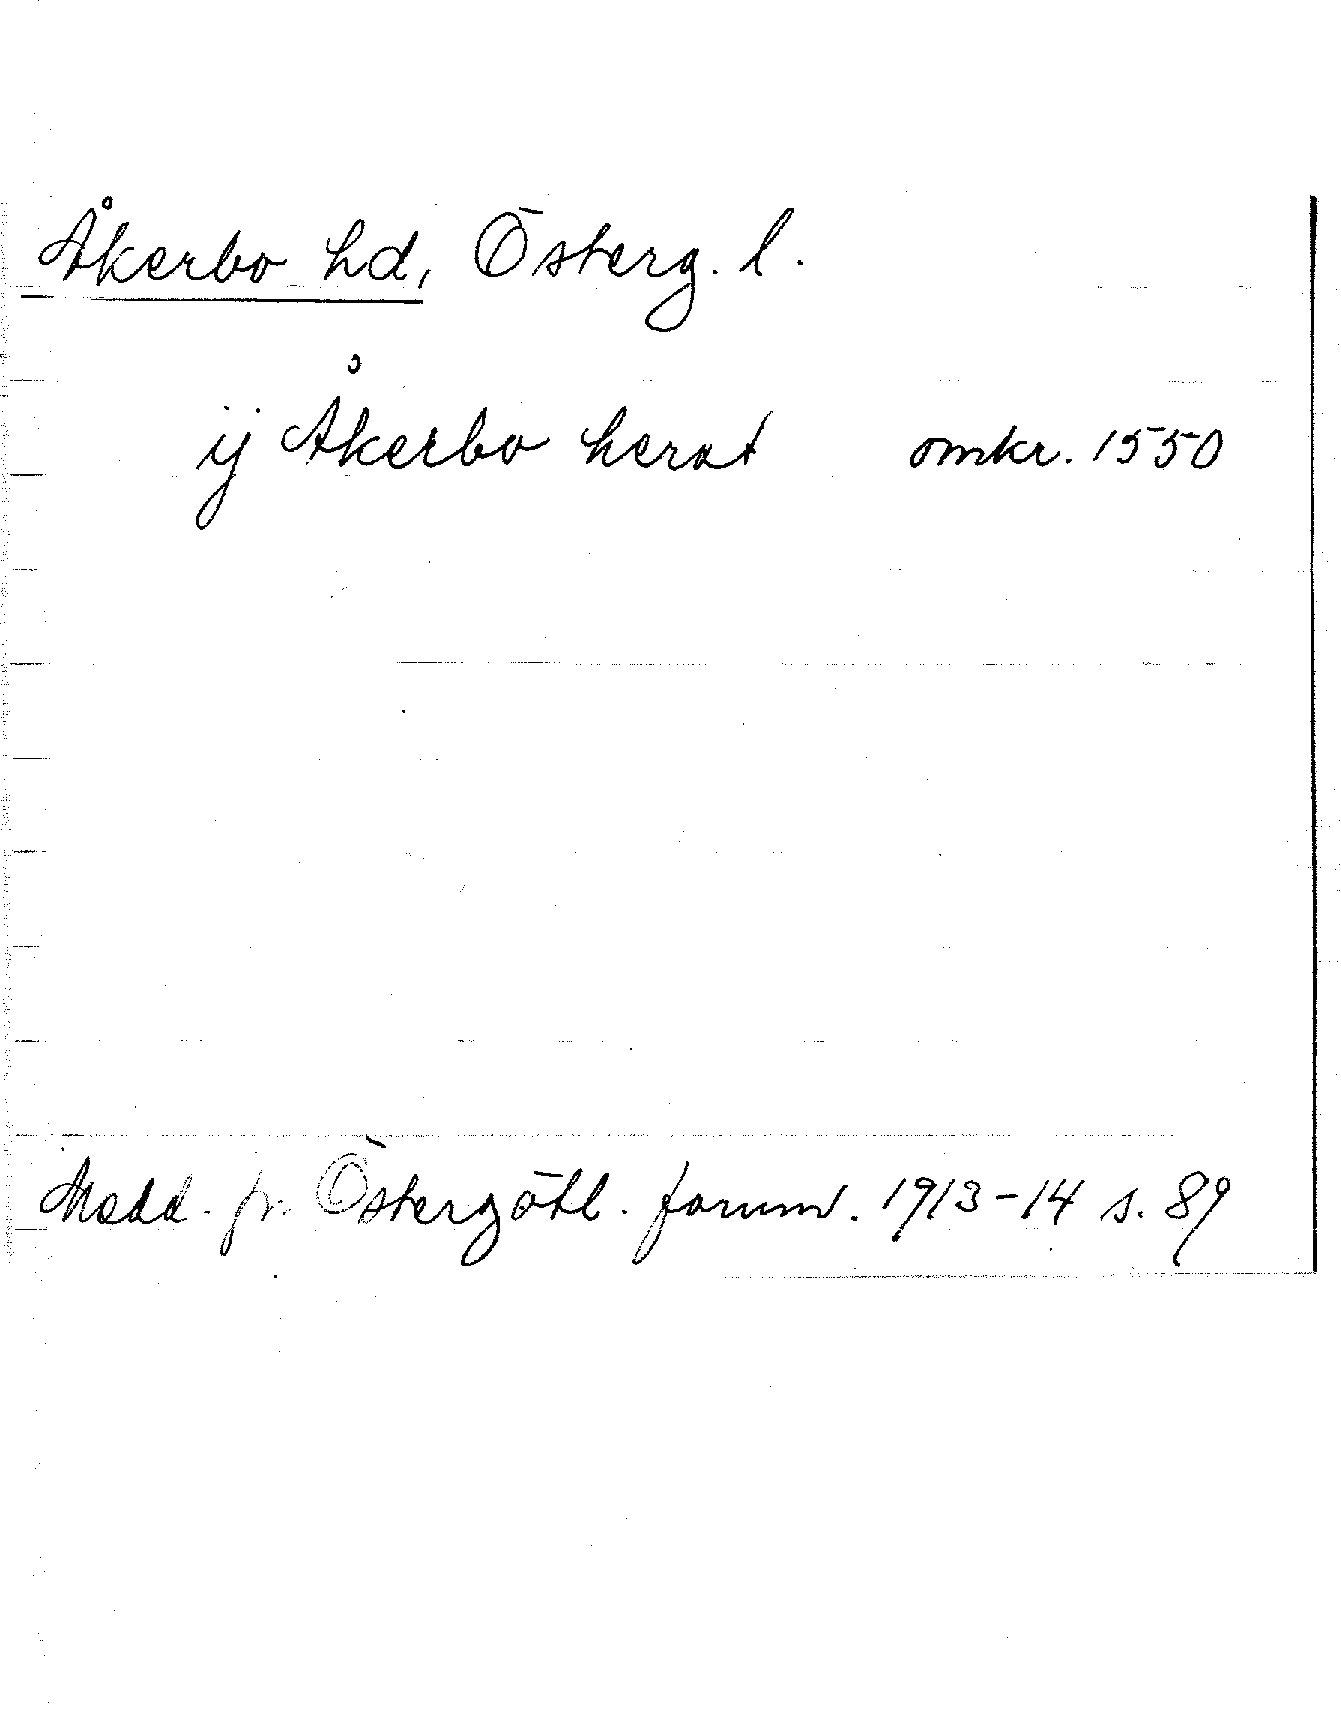 Åkerbo hd, Österg. l.
ij Åkerbo herat omkr. 1550
Medd. fr. Östergötl. fornm. 1913-14 s. 89